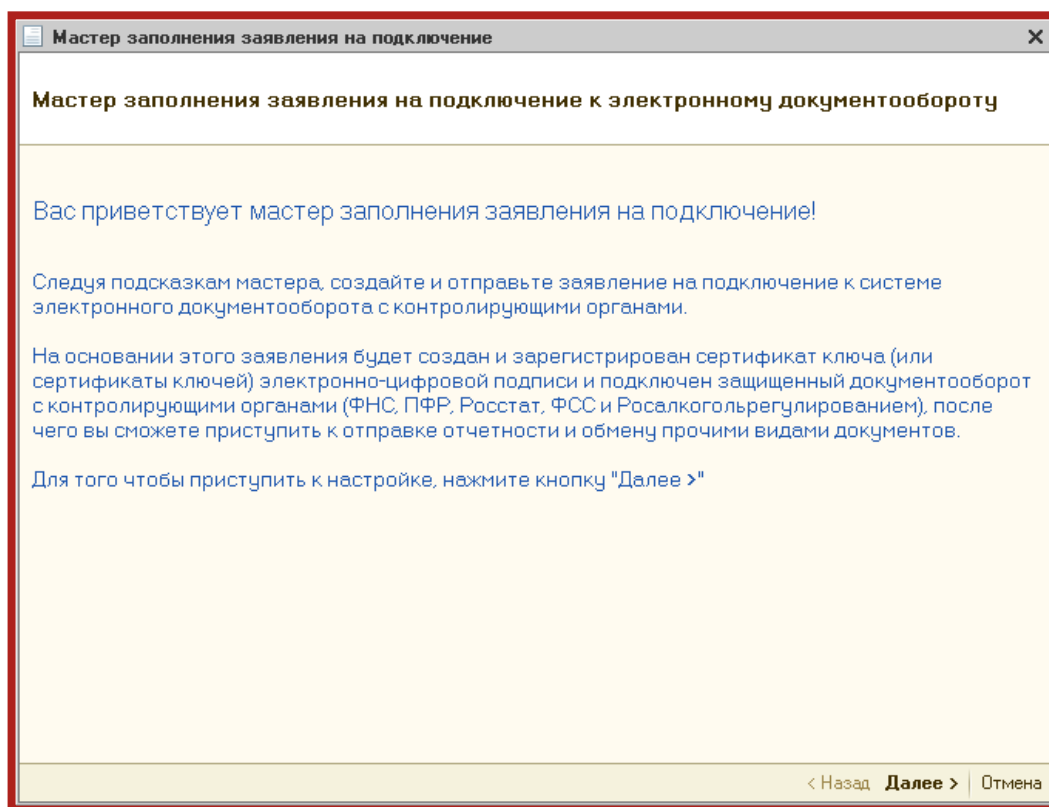 Мастер заполнения заявления на подключение
Мастер заполнения заявления на подключение к электронному документообороту
Вас приветствует мастер заполнения заявления на подключение!
Следуя подсказкам мастера, создайте и отправьте заявление на подключение к системе
электронного документооборота с контролирующими органами.
На основании этого заявления будет создан и зарегистрирован сертификат ключа (или
сертификаты ключей) электронно-цифровой подписи и подключен защищенный документооборот
с контролирующими органами (ФНС, ПФР, Росстат, ФСС и Росалкогольрегулированием), после
чего вы сможете приступить к отправке отчетности и обмену прочими видами документов.
Для того чтобы приступить к настройке, нажмите кнопку "Далее >"
< Назад Далее > Отмена